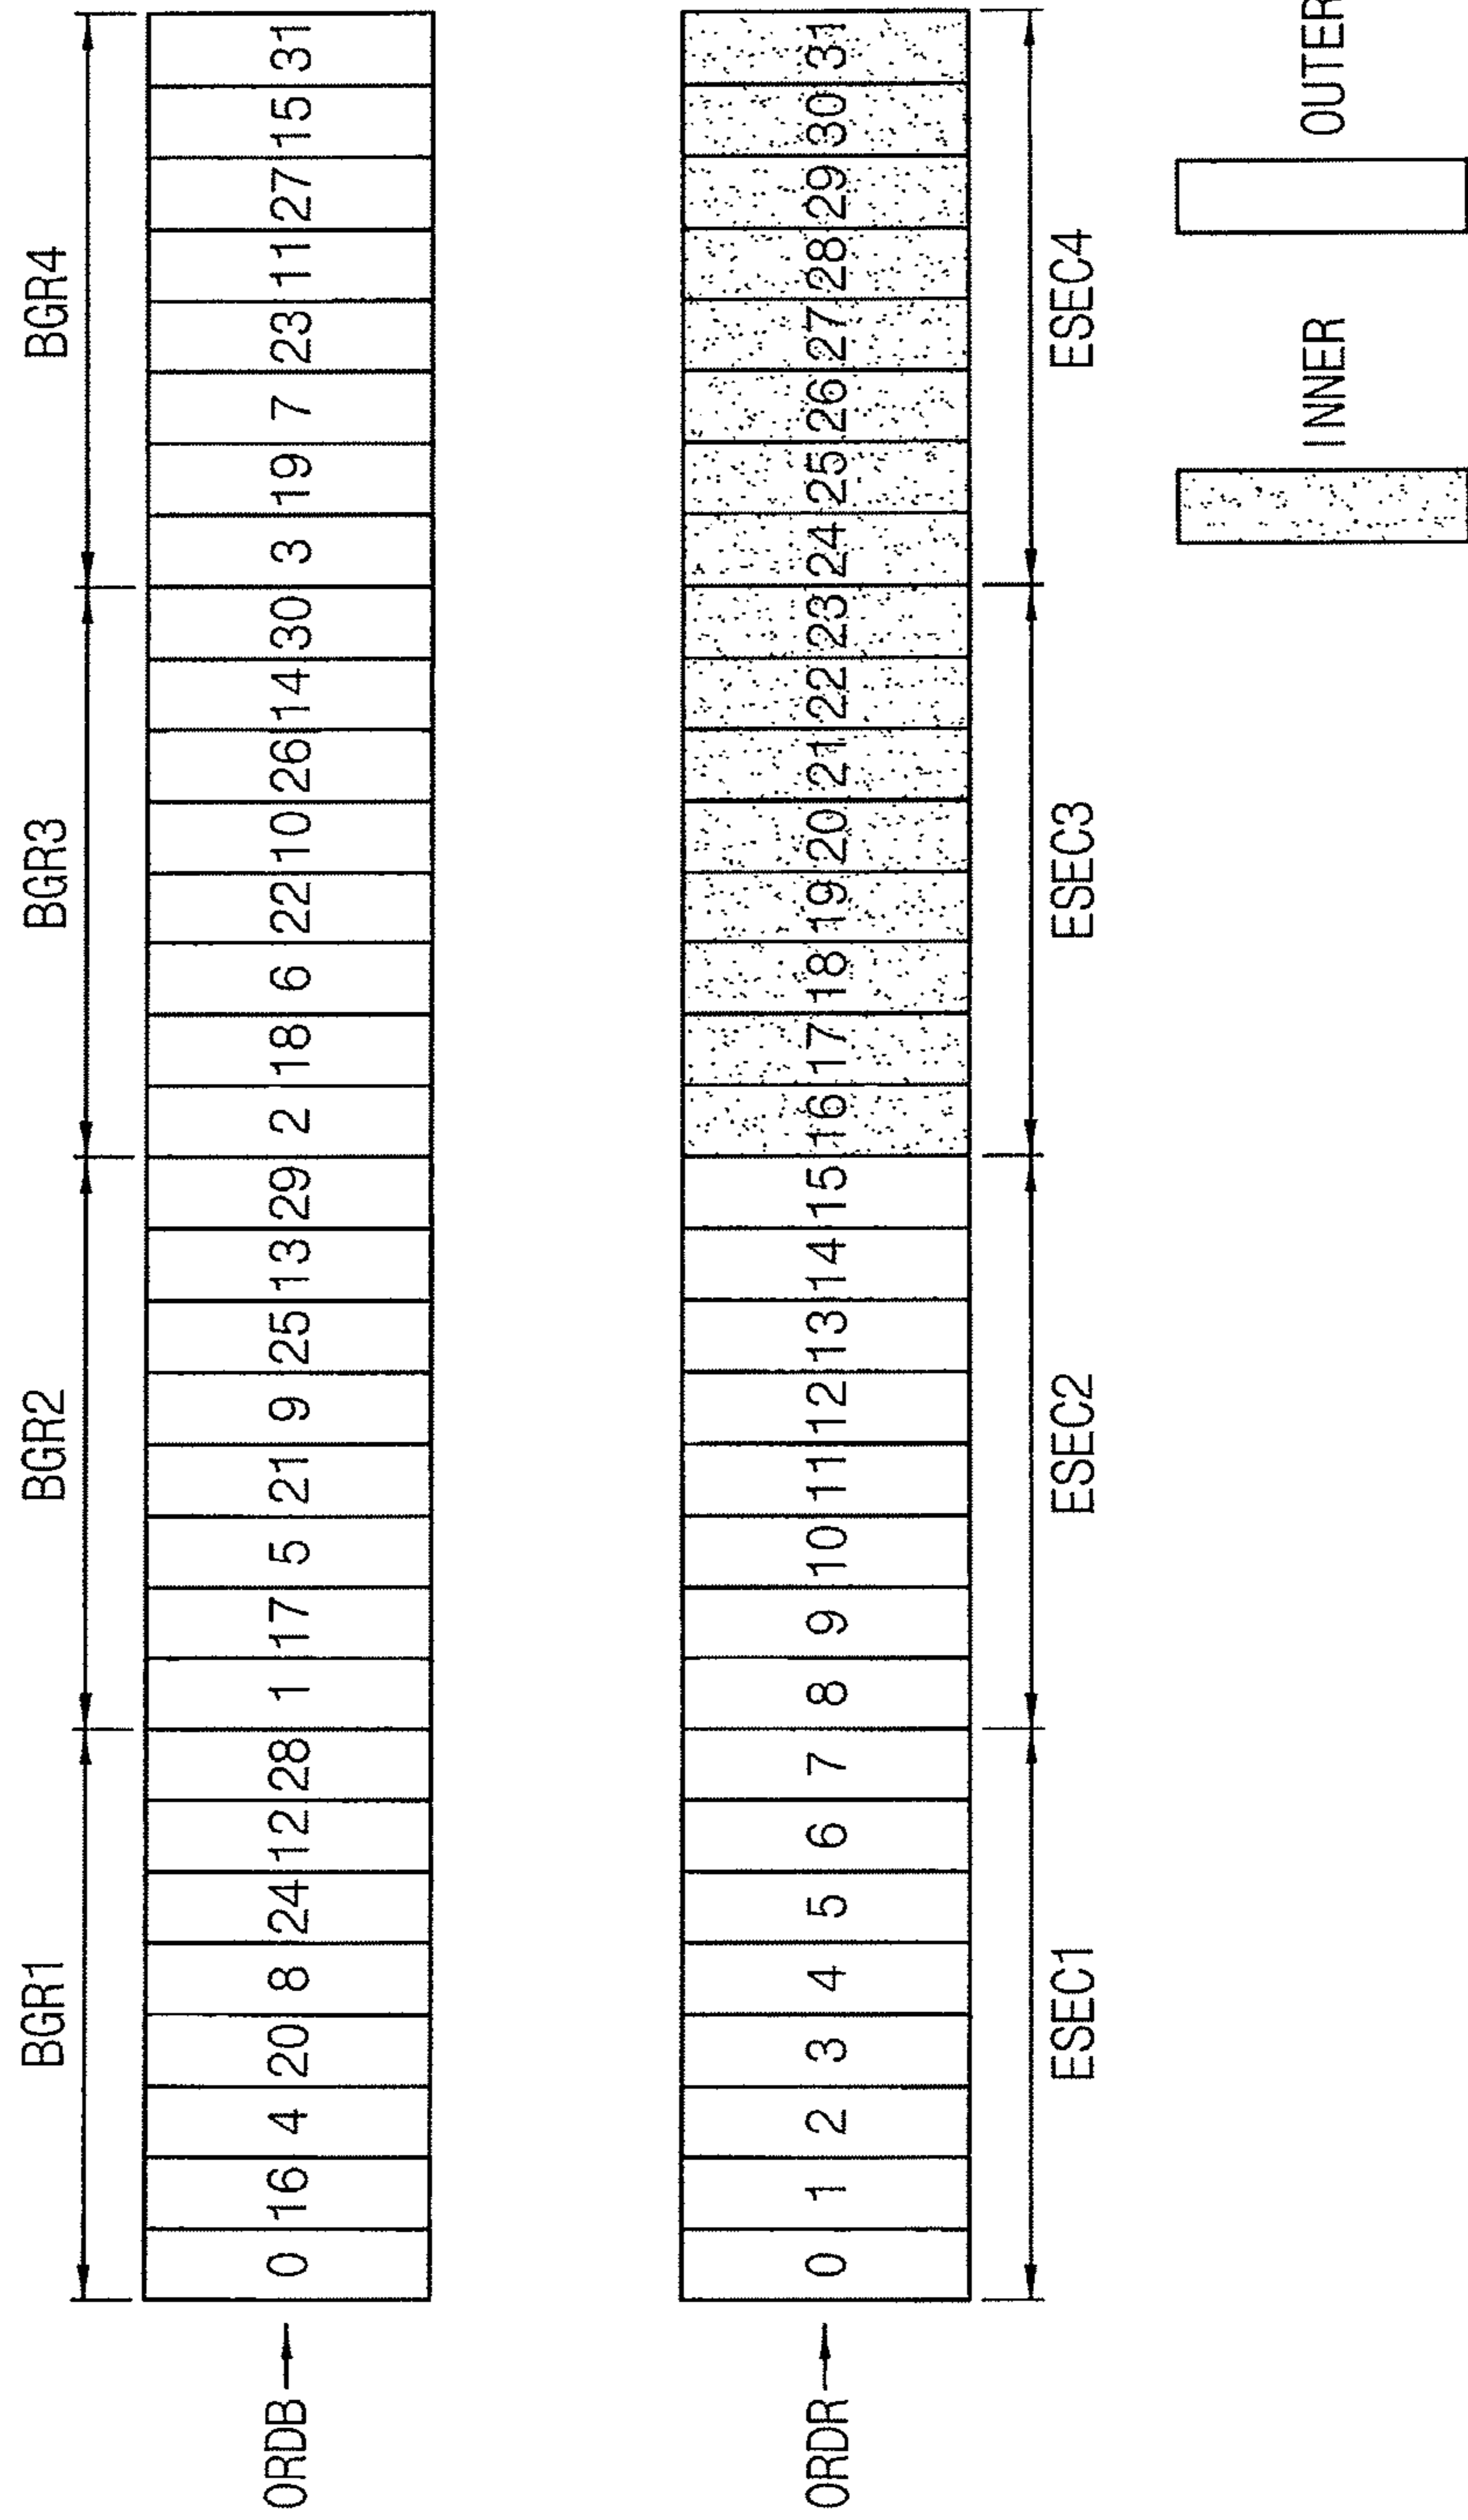 BGR1 BGR2 BGR3 BGR4
ORDB 0 16 4 20 8 24 12 28 1 17 5 21 9 25 13 29 2 18 6 22 10 26 14 30 3 19 7 23 11 27 15 31
ORDR 0 1 2 3 4 5 6 7 8 9 10 11 12 13 14 15 16 17 18 19 20 21 22 23 24 25 26 27 28 29 30 31
ESEC1 ESEC2 ESEC3 ESEC4
INNER OUTER